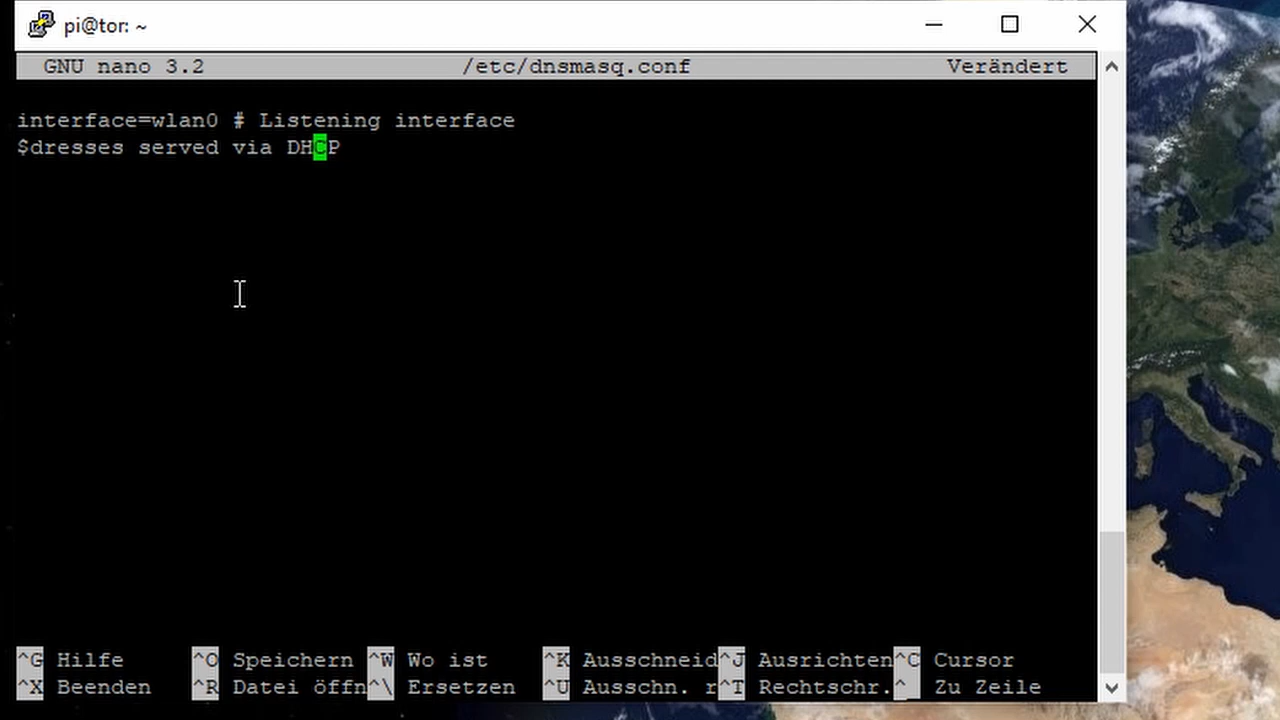 pi@tor: ~
GNU nano 3.2 /etc/dnsmasq.conf Verändert
interface=wlan0 # Listening interface
$dresses served via DHCP
^G Hilfe ^O Speichern ^W Wo ist ^K Ausschneid ^J Ausrichten ^C Cursor
^X Beenden ^R Datei öffn ^\ Ersetzen ^U Ausschn. r ^T Rechtschr. ^_ Zu Zeile